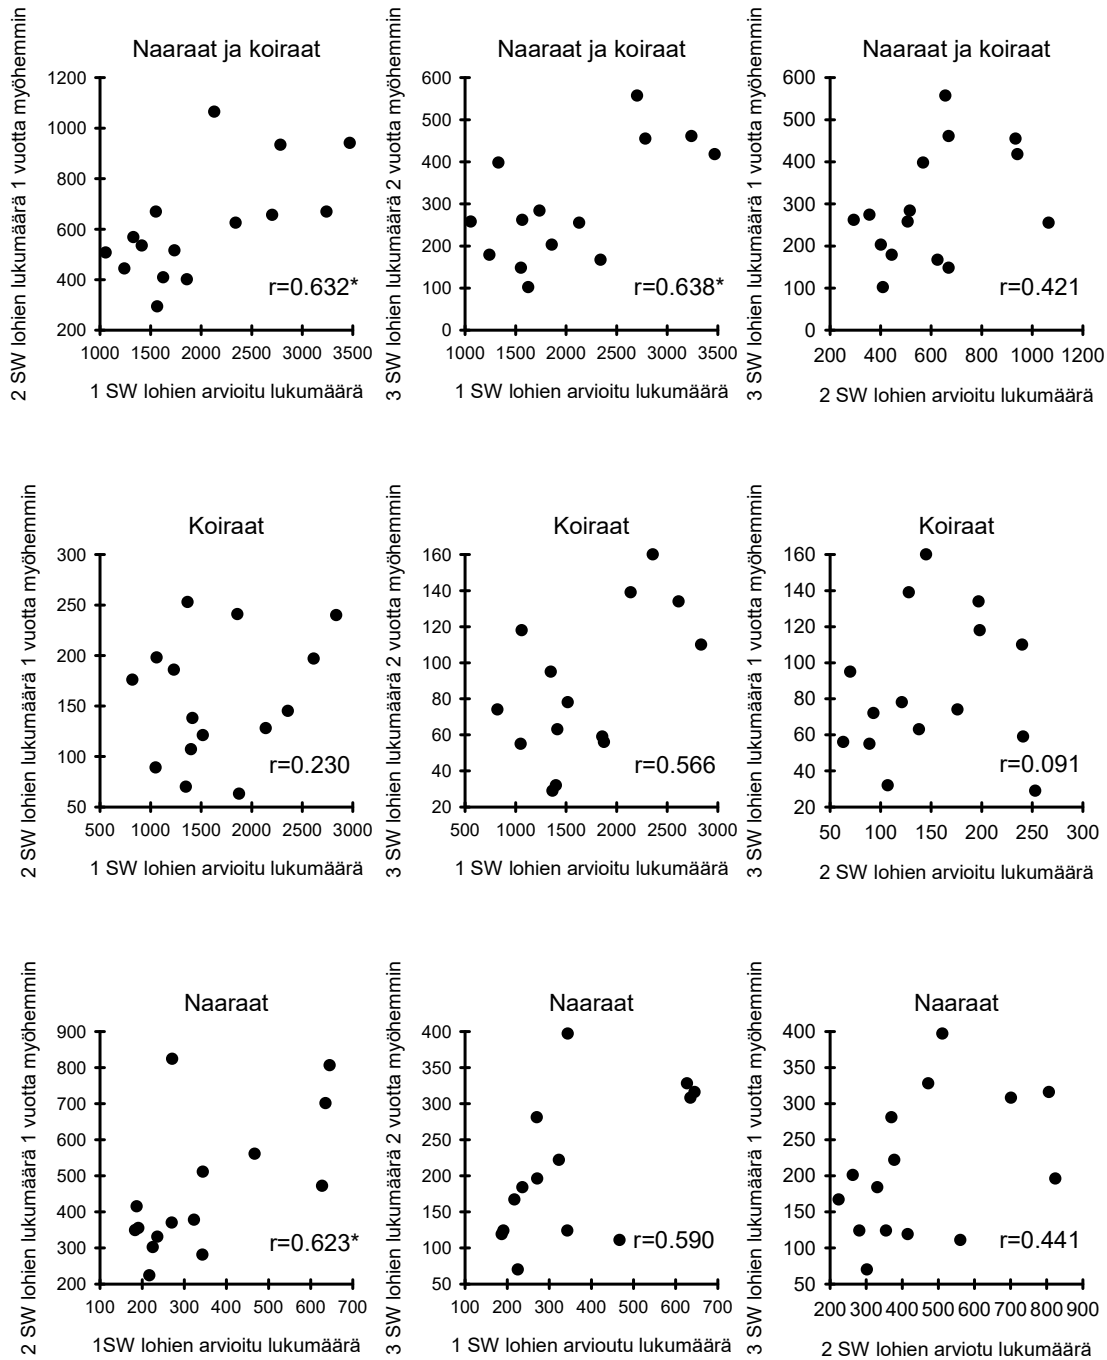 Naaraat ja koiraat
2 SW lohien lukumäärä 1 vuotta myöhemmin
1200
1000
800
600
400
200
r=0.632*
1000 1500 2000 2500 3000 3500
1 SW lohien arvioitu lukumäärä
Naaraat ja koiraat
3 SW lohien lukumäärä 2 vuotta myöhemmin
600
500
400
300
200
100
0
r=0.638*
1000 1500 2000 2500 3000 3500
1 SW lohien arvioitu lukumäärä
Naaraat ja koiraat
3 SW lohien lukumäärä 1 vuotta myöhemmin
600
500
400
300
200
100
0
r=0.421
200 400 600 800 1000 1200
2 SW lohien arvioitu lukumäärä
Koiraat
2 SW lohien lukumäärä 1 vuotta myöhemmin
300
250
200
150
100
50
r=0.230
500 1000 1500 2000 2500 3000
1 SW lohien arvioitu lukumäärä
Koiraat
3 SW lohien lukumäärä 2 vuotta myöhemmin
160
140
120
100
80
60
40
20
r=0.566
500 1000 1500 2000 2500 3000
1 SW lohien arvioitu lukumäärä
Koiraat
3 SW lohien lukumäärä 1 vuotta myöhemmin
160
140
120
100
80
60
40
20
r=0.091
50 100 150 200 250 300
2 SW lohien arvioitu lukumäärä
Naaraat
2 SW lohien lukumäärä 1 vuotta myöhemmin
900
800
700
600
500
400
300
200
r=0.623*
100 200 300 400 500 600 700
1SW lohien arviotu lukumäärä
Naaraat
3 SW lohien lukumäärä 2 vuotta myöhemmin
400
350
300
250
200
150
100
50
r=0.590
100 200 300 400 500 600 700
1 SW lohien arvioutu lukumäärä
Naaraat
3 SW lohien lukumäärä 1 vuotta myöhemmin
400
350
300
250
200
150
100
50
r=0.441
200 300 400 500 600 700 800 900
2 SW lohien arviotu lukumäärä